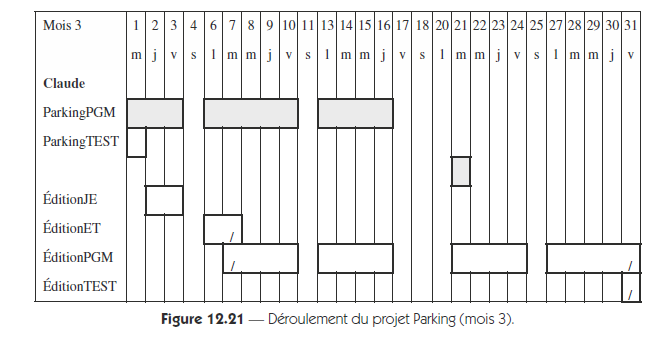 Mois 3 1 2 3 4 6 7 8 9 10 11 13 14 15 16 17 18 20 21 22 23 24 25 27 28 29 30 31
m j v s l m m j v s l m m j v s l m m j v s l m m j v
Claude
ParkingPGM
ParkingTEST
ÉditionJE
ÉditionET /
ÉditionPGM / /
ÉditionTEST /
Figure 12.21 — Déroulement du projet Parking (mois 3).